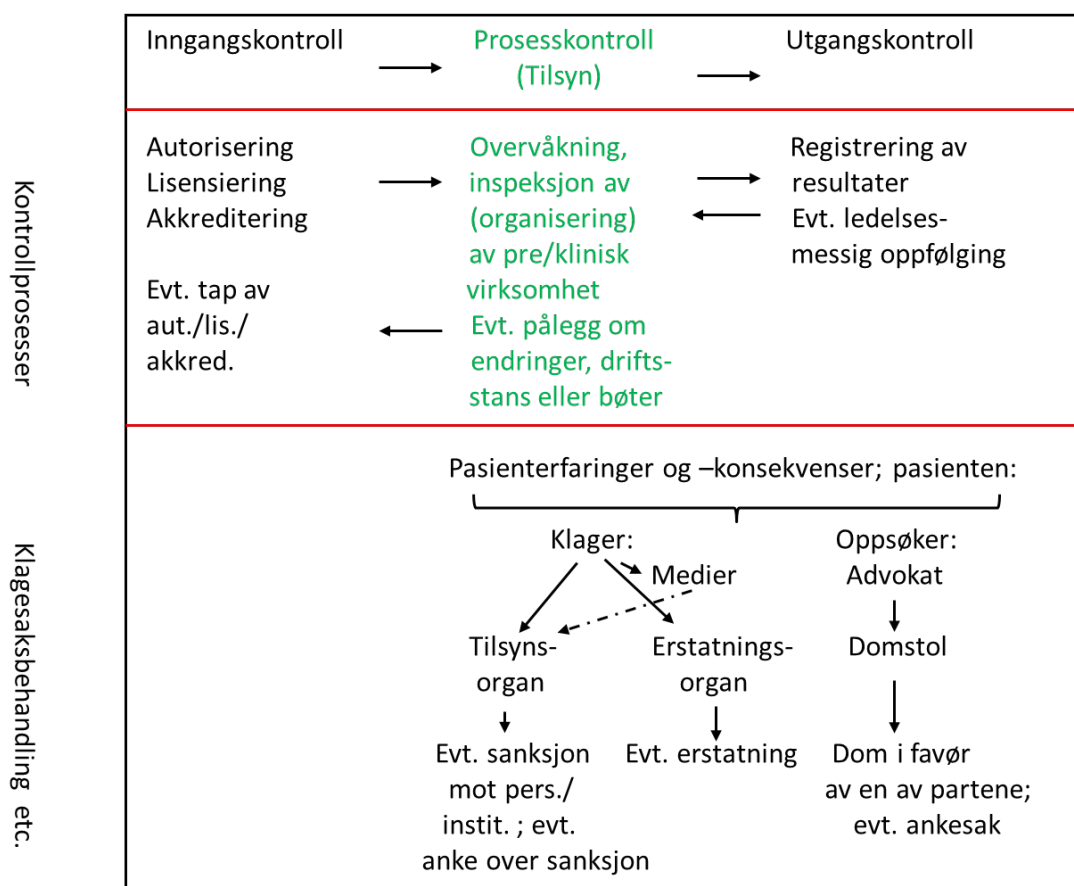 Inngangskontroll
Prosesskontroll
(Tilsyn)
Utgangskontroll
Kontrollprosesser
Autorisering
Lisensiering
Akkreditering
Evt. tap av
aut./lis./
akkred.
Overvåkning,
inspeksjon av
(organisering)
av pre/klinisk
virksomhet
Evt. pålegg om
endringer, drifts-
stans eller bøter
Registrering av
resultater
Evt. ledelses-
messig oppfølging
Klagesaksbehandling etc.
Pasienterfaringer og –konsekvenser; pasienten:
Klager:
Medier
Tilsyns-
organ
Evt. sanksjon
mot pers./
instit. ; evt.
anke over sanksjon
Erstatnings-
organ
Evt. erstatning
Oppsøker:
Advokat
Domstol
Dom i favør
av en av partene;
evt. ankesak